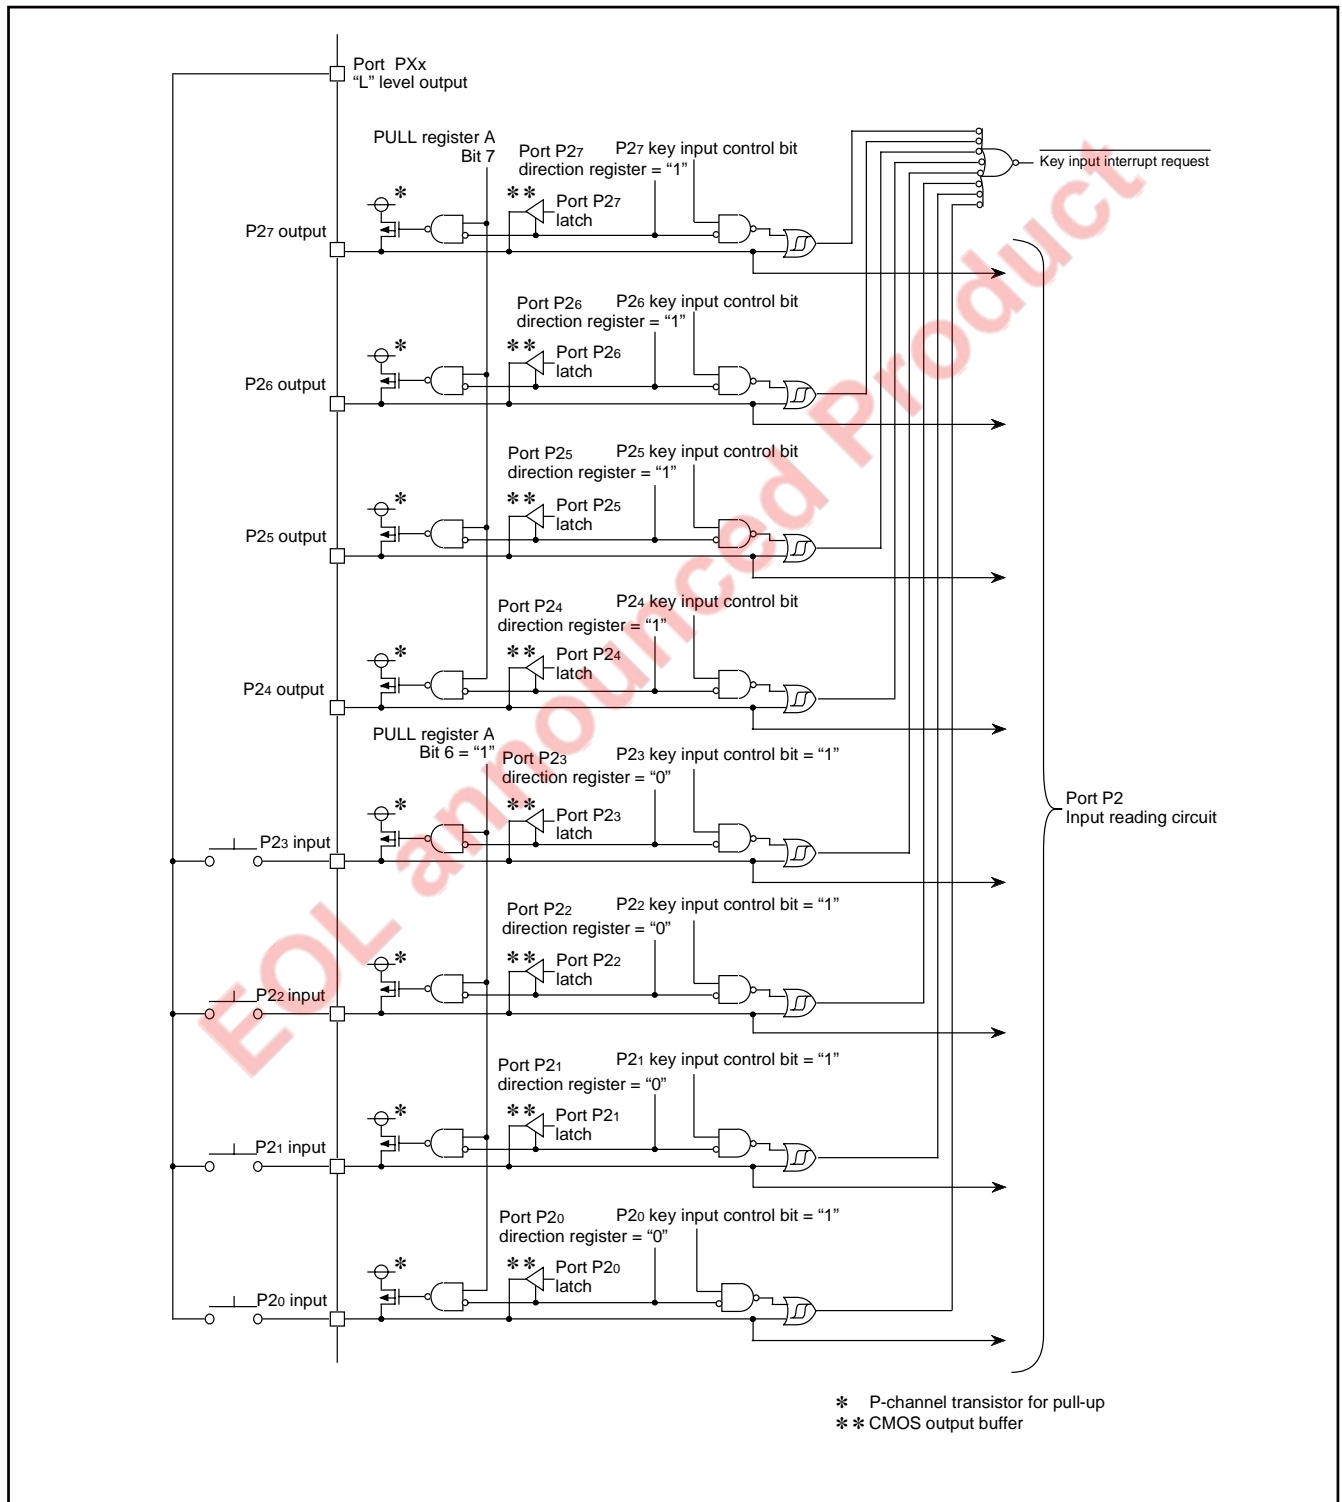 Port PXx
“L” level output
PULL register A
Bit 7
Port P27
direction register = “1”
P27 key input control bit
Key input interrupt request
*
**
Port P27
latch
P27 output
Port P26
direction register = “1”
P26 key input control bit
*
**
Port P26
latch
P26 output
Port P25
direction register = “1”
P25 key input control bit
*
**
Port P25
latch
P25 output
Port P24
direction register = “1”
P24 key input control bit
*
**
Port P24
latch
P24 output
PULL register A
Bit 6 = “1”
Port P23
direction register = “0”
P23 key input control bit = “1”
*
**
Port P23
latch
P23 input
Port P2
Input reading circuit
Port P22
direction register = “0”
P22 key input control bit = “1”
*
**
Port P22
latch
P22 input
Port P21
direction register = “0”
P21 key input control bit = “1”
*
**
Port P21
latch
P21 input
Port P20
direction register = “0”
P20 key input control bit = “1”
*
**
Port P20
latch
P20 input
* P-channel transistor for pull-up
** CMOS output buffer
EOL announced Product